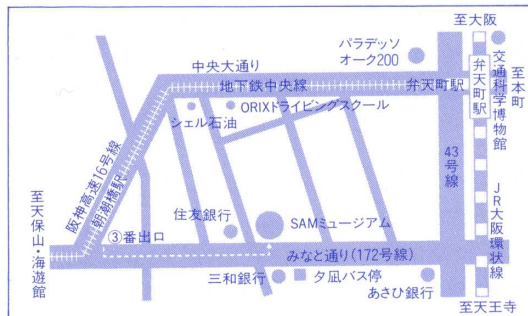 至大阪
パラデッソ
オーク200
交通科学博物館
至本町
中央大通り
地下鉄中央線
弁天町駅
弁天町駅
ORIXドライビングスクール
シェル石油
43号線
阪神高速16号線
朝潮橋駅
JR大阪環状線
至天保山・海遊館
③番出口
住友銀行
SAMミュージアム
みなと通り(172号線)
三和銀行
夕凪バス停
あさひ銀行
至天王寺